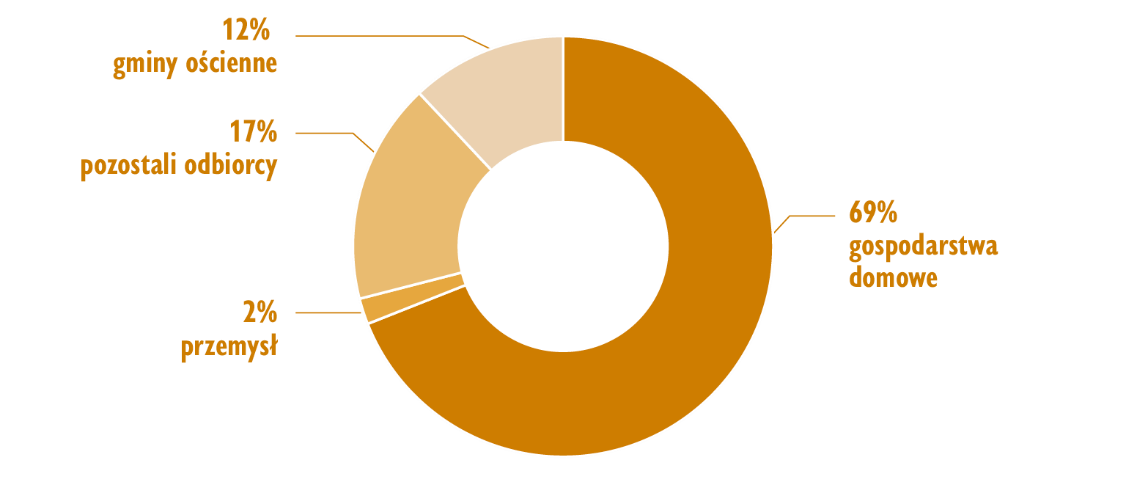 12%
gminy ościenne
17%
pozostali odbiorcy
2%
przemysł
69%
gospodarstwa
domowe